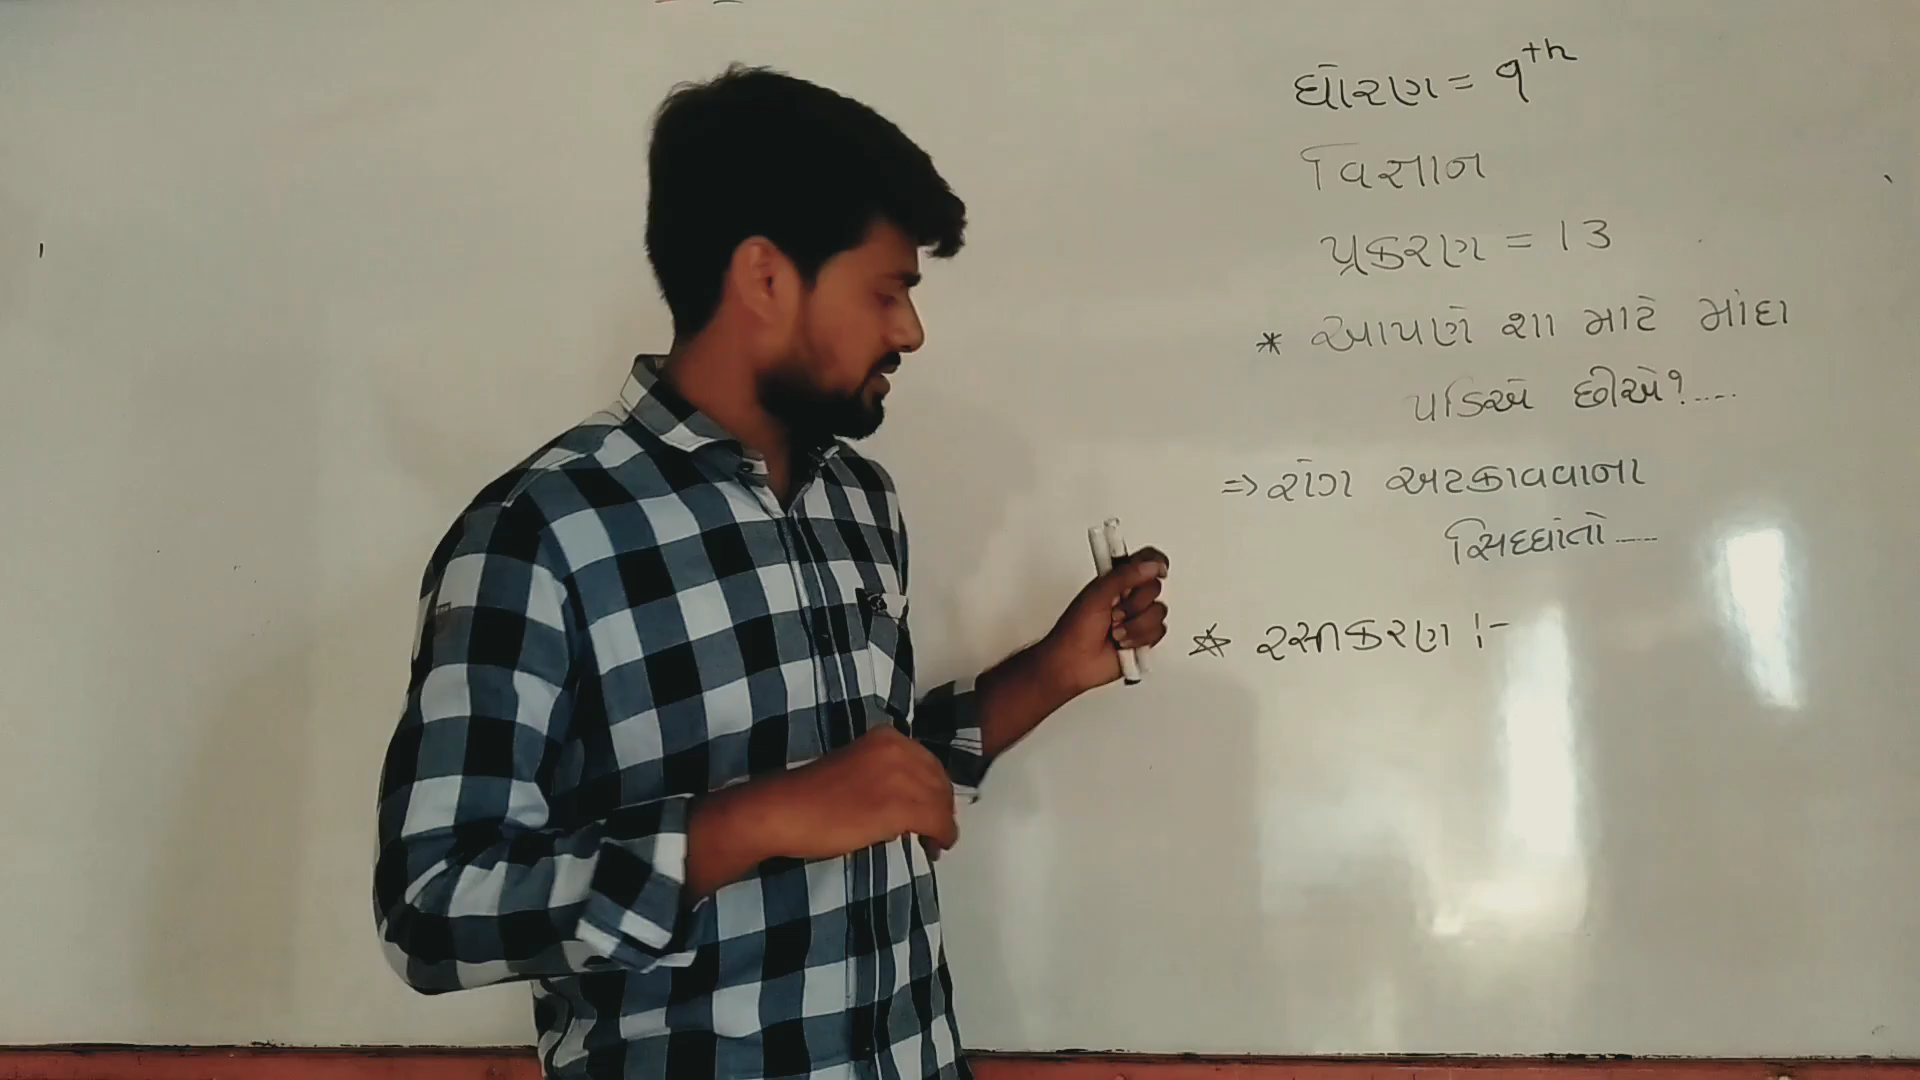 ધોરણ = 9th
વિજ્ઞાન
પ્રકરણ = 13
* આપણે શા માટે માંદા
પડિએ છીએ?....
⇒ રોગ અટકાવવાના
સિધ્ધાંતો.....
☆ રસીકરણ :-